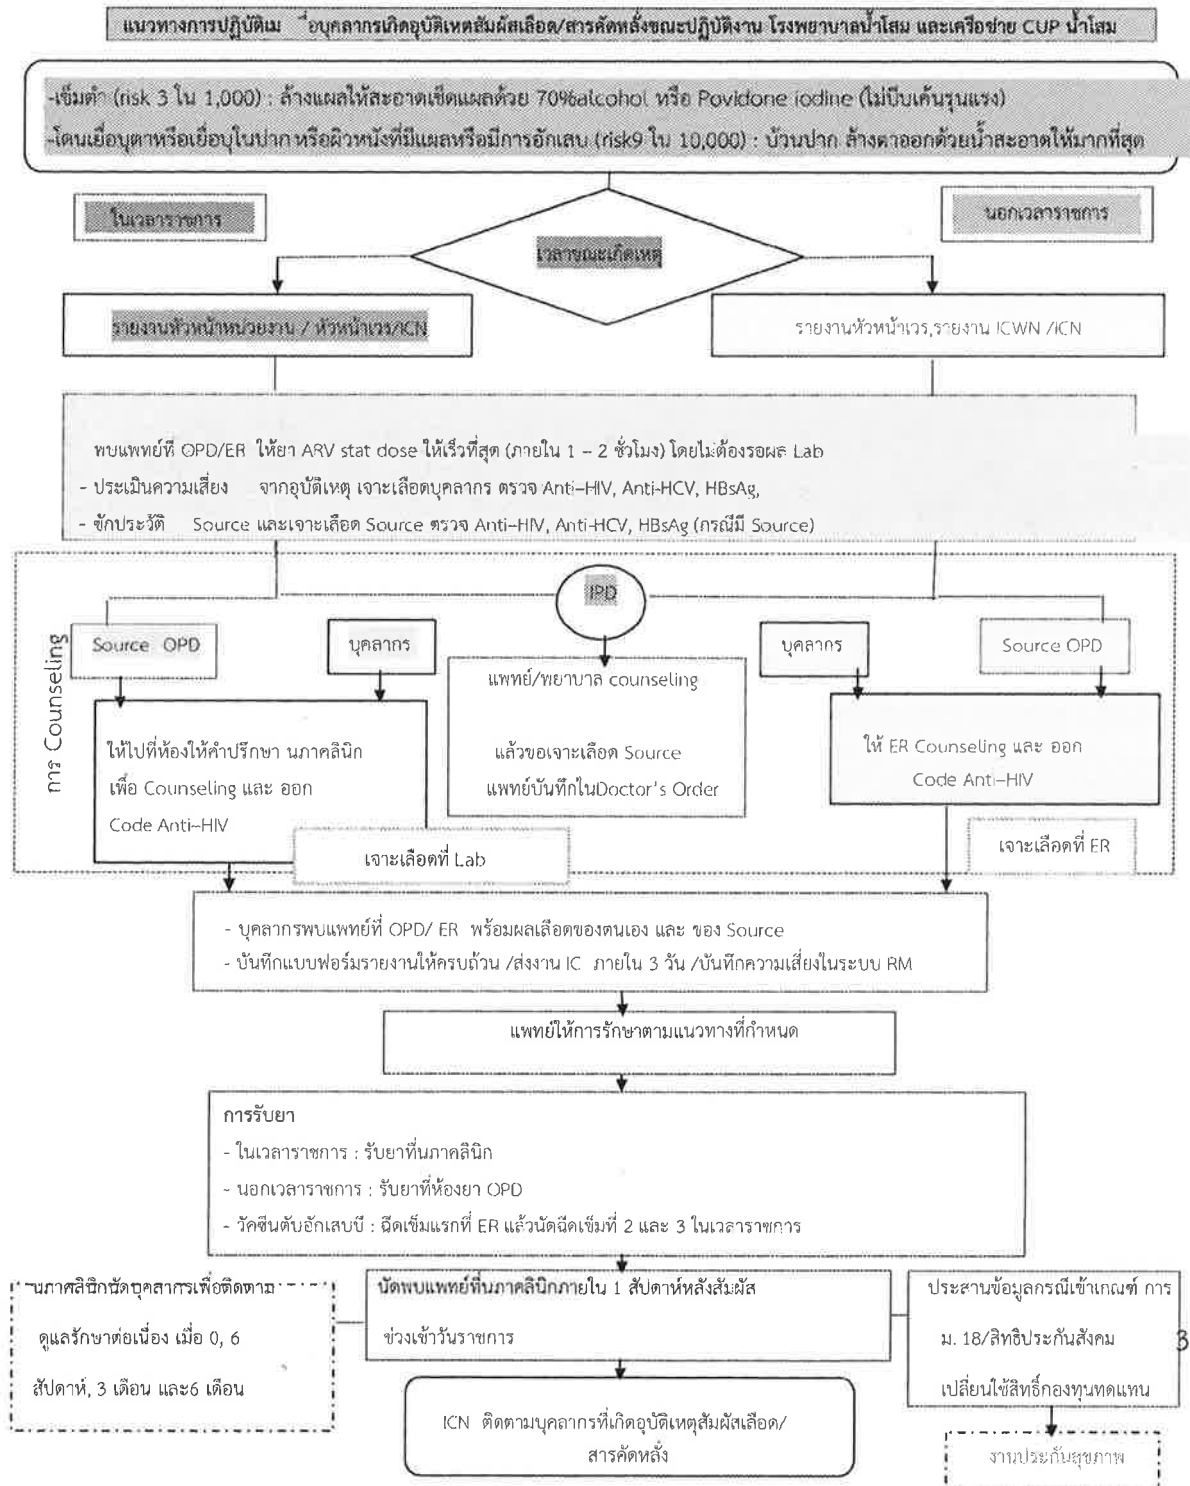 แนวทางการปฏิบัติเม ื่อบุคลากรเกิดอุบัติเหตุสัมผัสเลือด/สารคัดหลั่งขณะปฏิบัติงาน โรงพยาบาลน้ำโสม และเครือข่าย CUP น้ำโสม
-เข็มตำ (risk 3 ใน 1,000) : ล้างแผลให้สะอาดเช็ดแผลด้วย 70%alcohol หรือ Povidone iodine (ไม่บีบเค้นรุนแรง)
-โดนเยื่อบุตาหรือเยื่อบุในปาก หรือผิวหนังที่มีแผลหรือมีการอักเสบ (risk9 ใน 10,000) : บ้วนปาก ล้างตาออกด้วยน้ำสะอาดให้มากที่สุด
ในเวลาราชการ
นอกเวลาราชการ
เวลาขณะเกิดเหตุ
รายงานหัวหน้าหน่วยงาน / หัวหน้าเวร/ICN
รายงานหัวหน้าเวร,รายงาน ICWN /ICN
พบแพทย์ที่ OPD/ER ให้ยา ARV stat dose ให้เร็วที่สุด (ภายใน 1 – 2 ชั่วโมง) โดยไม่ต้องรอผล Lab
- ประเมินความเสี่ยง จากอุบัติเหตุ เจาะเลือดบุคลากร ตรวจ Anti–HIV, Anti-HCV, HBsAg,
- ซักประวัติ Source และเจาะเลือด Source ตรวจ Anti–HIV, Anti-HCV, HBsAg (กรณีมี Source)
การ Counseling
IPD
Source OPD
บุคลากร
บุคลากร
Source OPD
ให้ไปที่ห้องให้คำปรึกษา นภาคลินิก
เพื่อ Counseling และ ออก
Code Anti–HIV
แพทย์/พยาบาล counseling
แล้วขอเจาะเลือด Source
แพทย์บันทึกในDoctor's Order
ให้ ER Counseling และ ออก
Code Anti–HIV
เจาะเลือดที่ Lab
เจาะเลือดที่ ER
- บุคลากรพบแพทย์ที่ OPD/ ER พร้อมผลเลือดของตนเอง และ ของ Source
- บันทึกแบบฟอร์มรายงานให้ครบถ้วน /ส่งงาน IC ภายใน 3 วัน /บันทึกความเสี่ยงในระบบ RM
แพทย์ให้การรักษาตามแนวทางที่กำหนด
การรับยา
- ในเวลาราชการ : รับยาที่นภาคลินิก
- นอกเวลาราชการ : รับยาที่ห้องยา OPD
- วัคซีนตับอักเสบบี : ฉีดเข็มแรกที่ ER แล้วนัดฉีดเข็มที่ 2 และ 3 ในเวลาราชการ
นภาคลินิกนัดบุคลากรเพื่อติดตาม
ดูแลรักษาต่อเนื่อง เมื่อ 0, 6
สัปดาห์, 3 เดือน และ6 เดือน
นัดพบแพทย์ที่นภาคลินิกภายใน 1 สัปดาห์หลังสัมผัส
ช่วงเช้าวันราชการ
ประสานข้อมูลกรณีเข้าเกณฑ์ การ
ม. 18/สิทธิประกันสังคม
เปลี่ยนใช้สิทธิ์กองทุนทดแทน
3
ICN ติดตามบุคลากรที่เกิดอุบัติเหตุสัมผัสเลือด/
สารคัดหลั่ง
งานประกันสุขภาพ